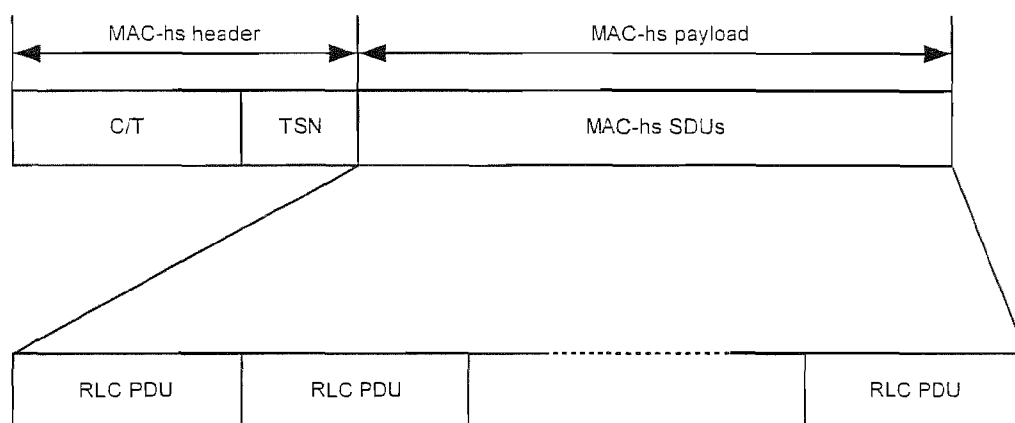 MAC-hs header
MAC-hs payload
C/T
TSN
MAC-hs SDUs
RLC PDU
RLC PDU
RLC PDU